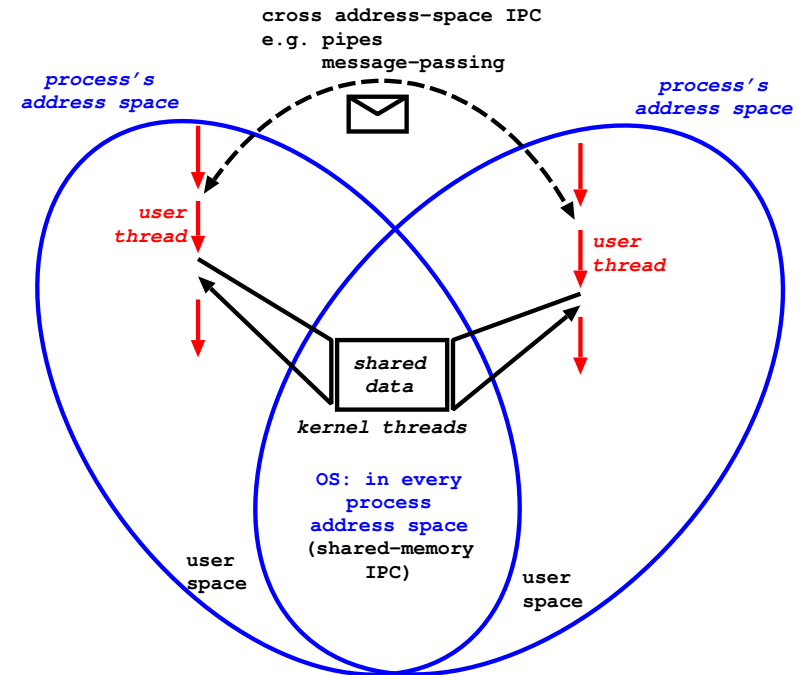 cross address-space IPC
e.g. pipes
message-passing
process's
address space
process's
address space
user
thread
user
thread
shared
data
kernel threads
OS: in every
process
address space
(shared-memory
IPC)
user
space
user
space